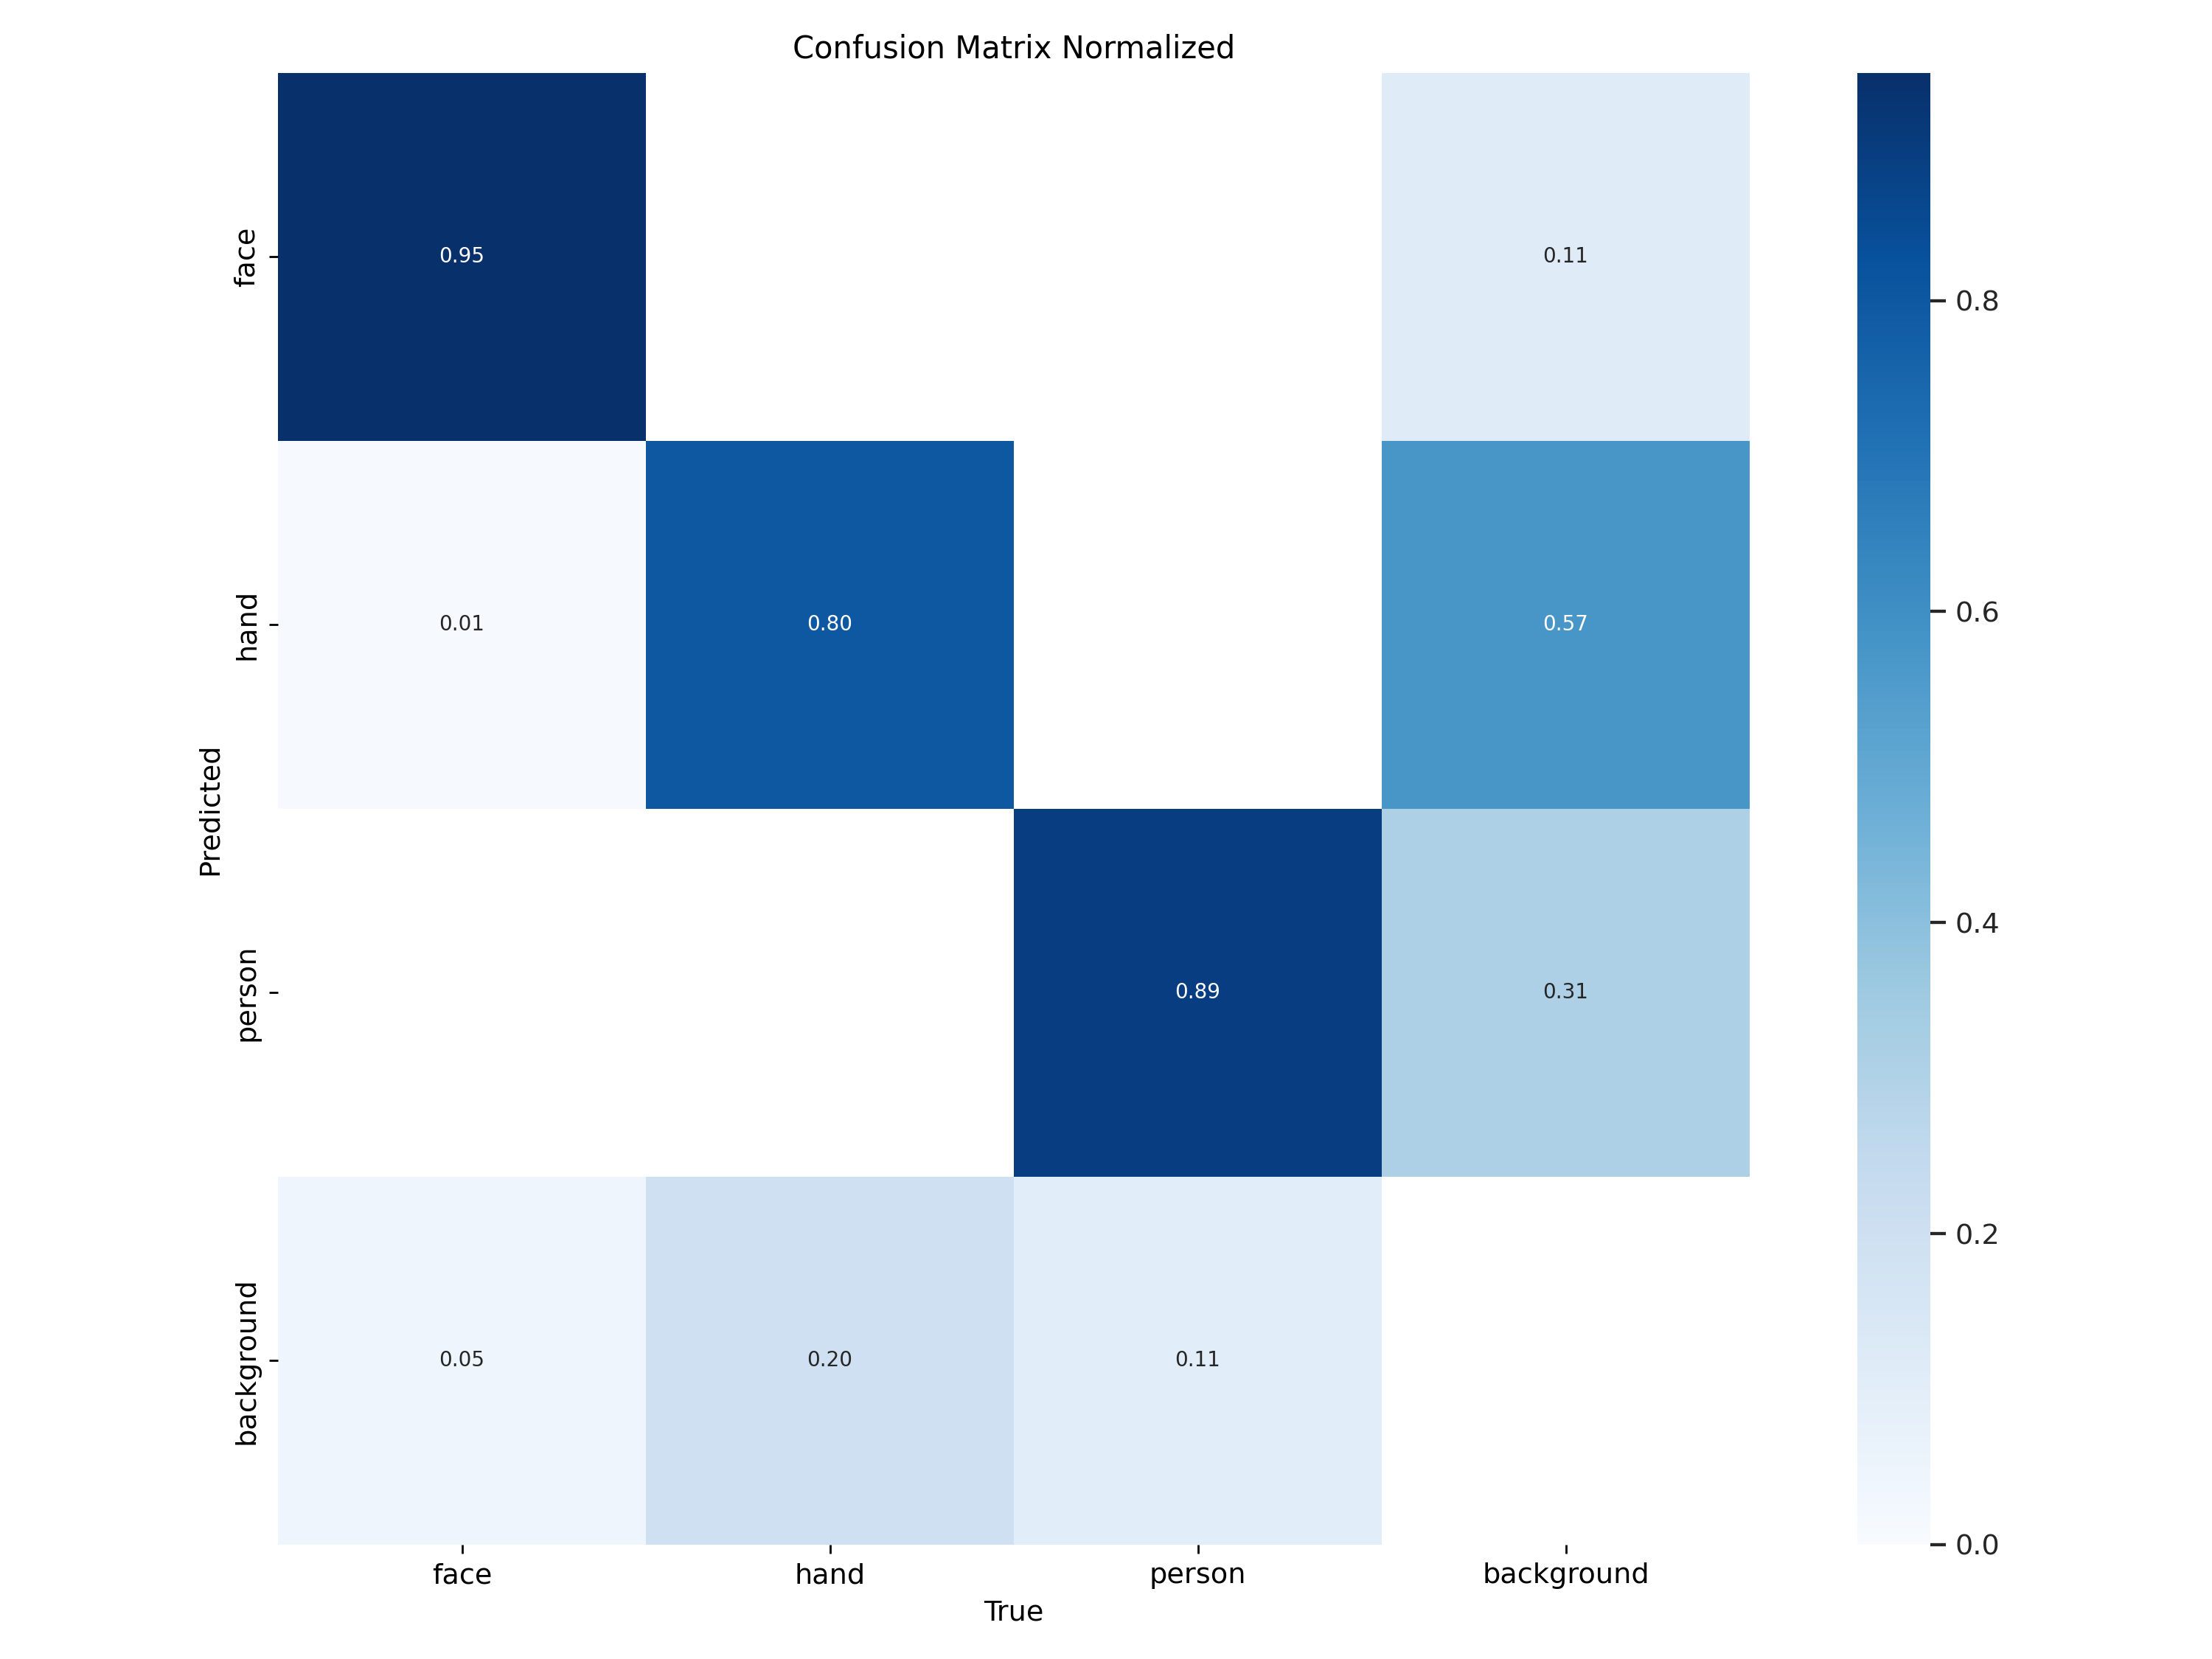 Confusion Matrix Normalized
face
0.95
0.11
0.8
hand
0.01
0.80
0.57
0.6
Predicted
person
0.89
0.31
0.4
background
0.05
0.20
0.11
0.2
0.0
face
hand
person
background
True